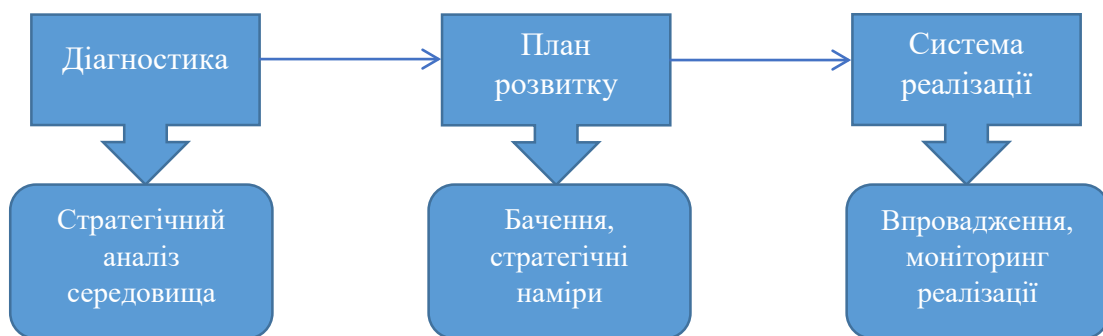 Діагностика
План
розвитку
Система
реалізації
Стратегічний
аналіз
середовища
Бачення,
стратегічні
наміри
Впровадження,
моніторинг
реалізації